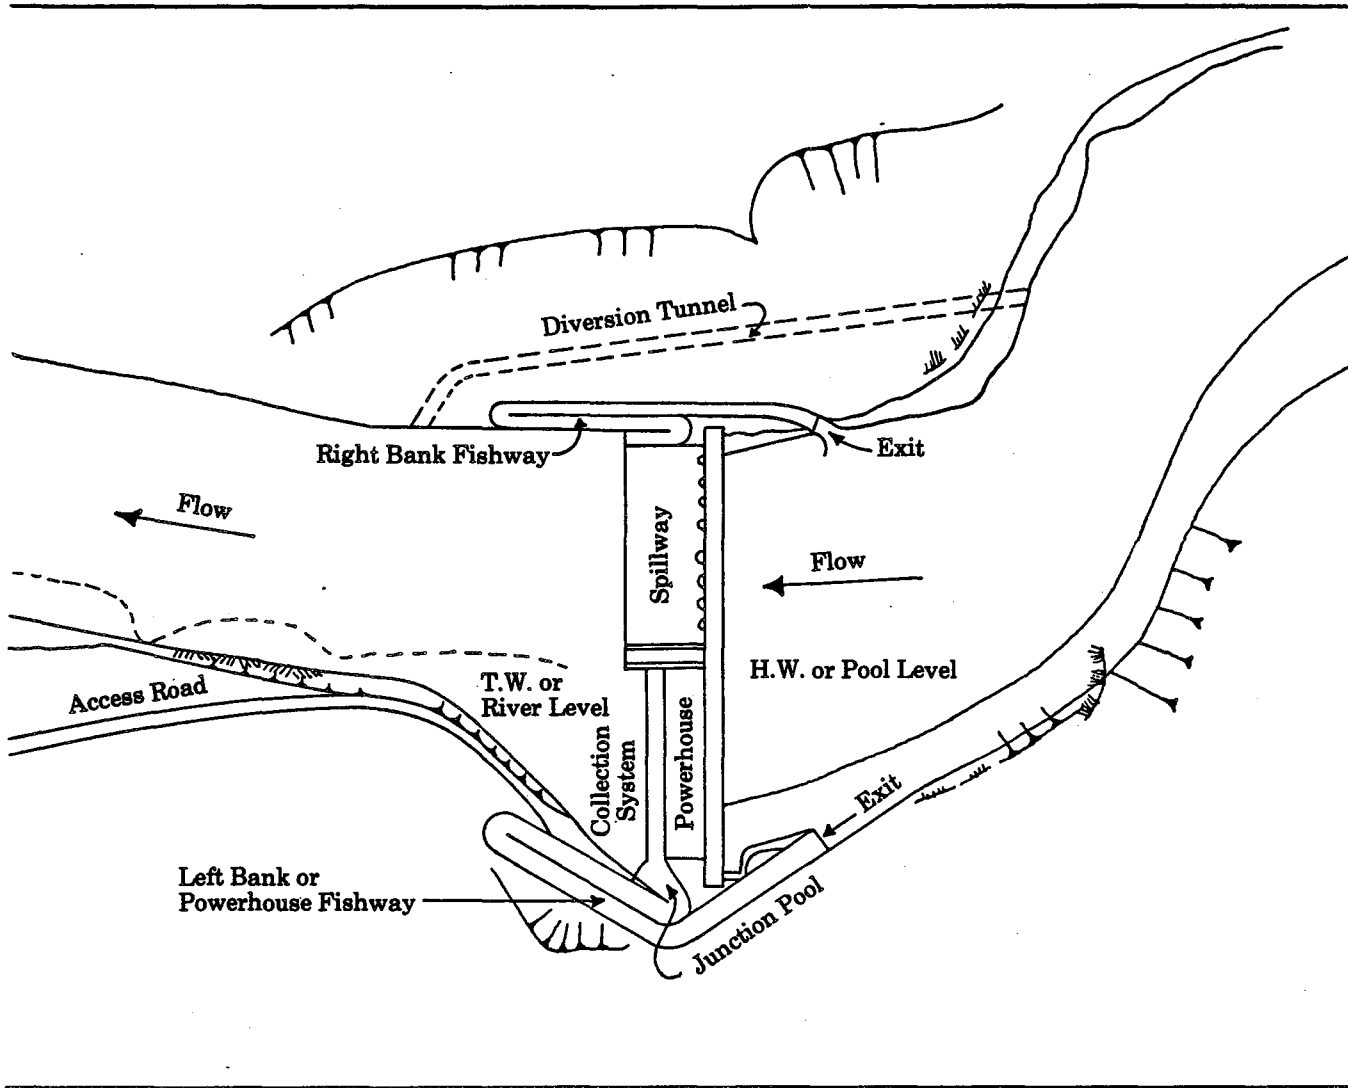 Diversion Tunnel
Right Bank Fishway
Exit
Flow
Spillway
Flow
Access Road
T.W. or
River Level
H.W. or Pool Level
Collection
System
Powerhouse
Exit
Left Bank or
Powerhouse Fishway
Junction Pool